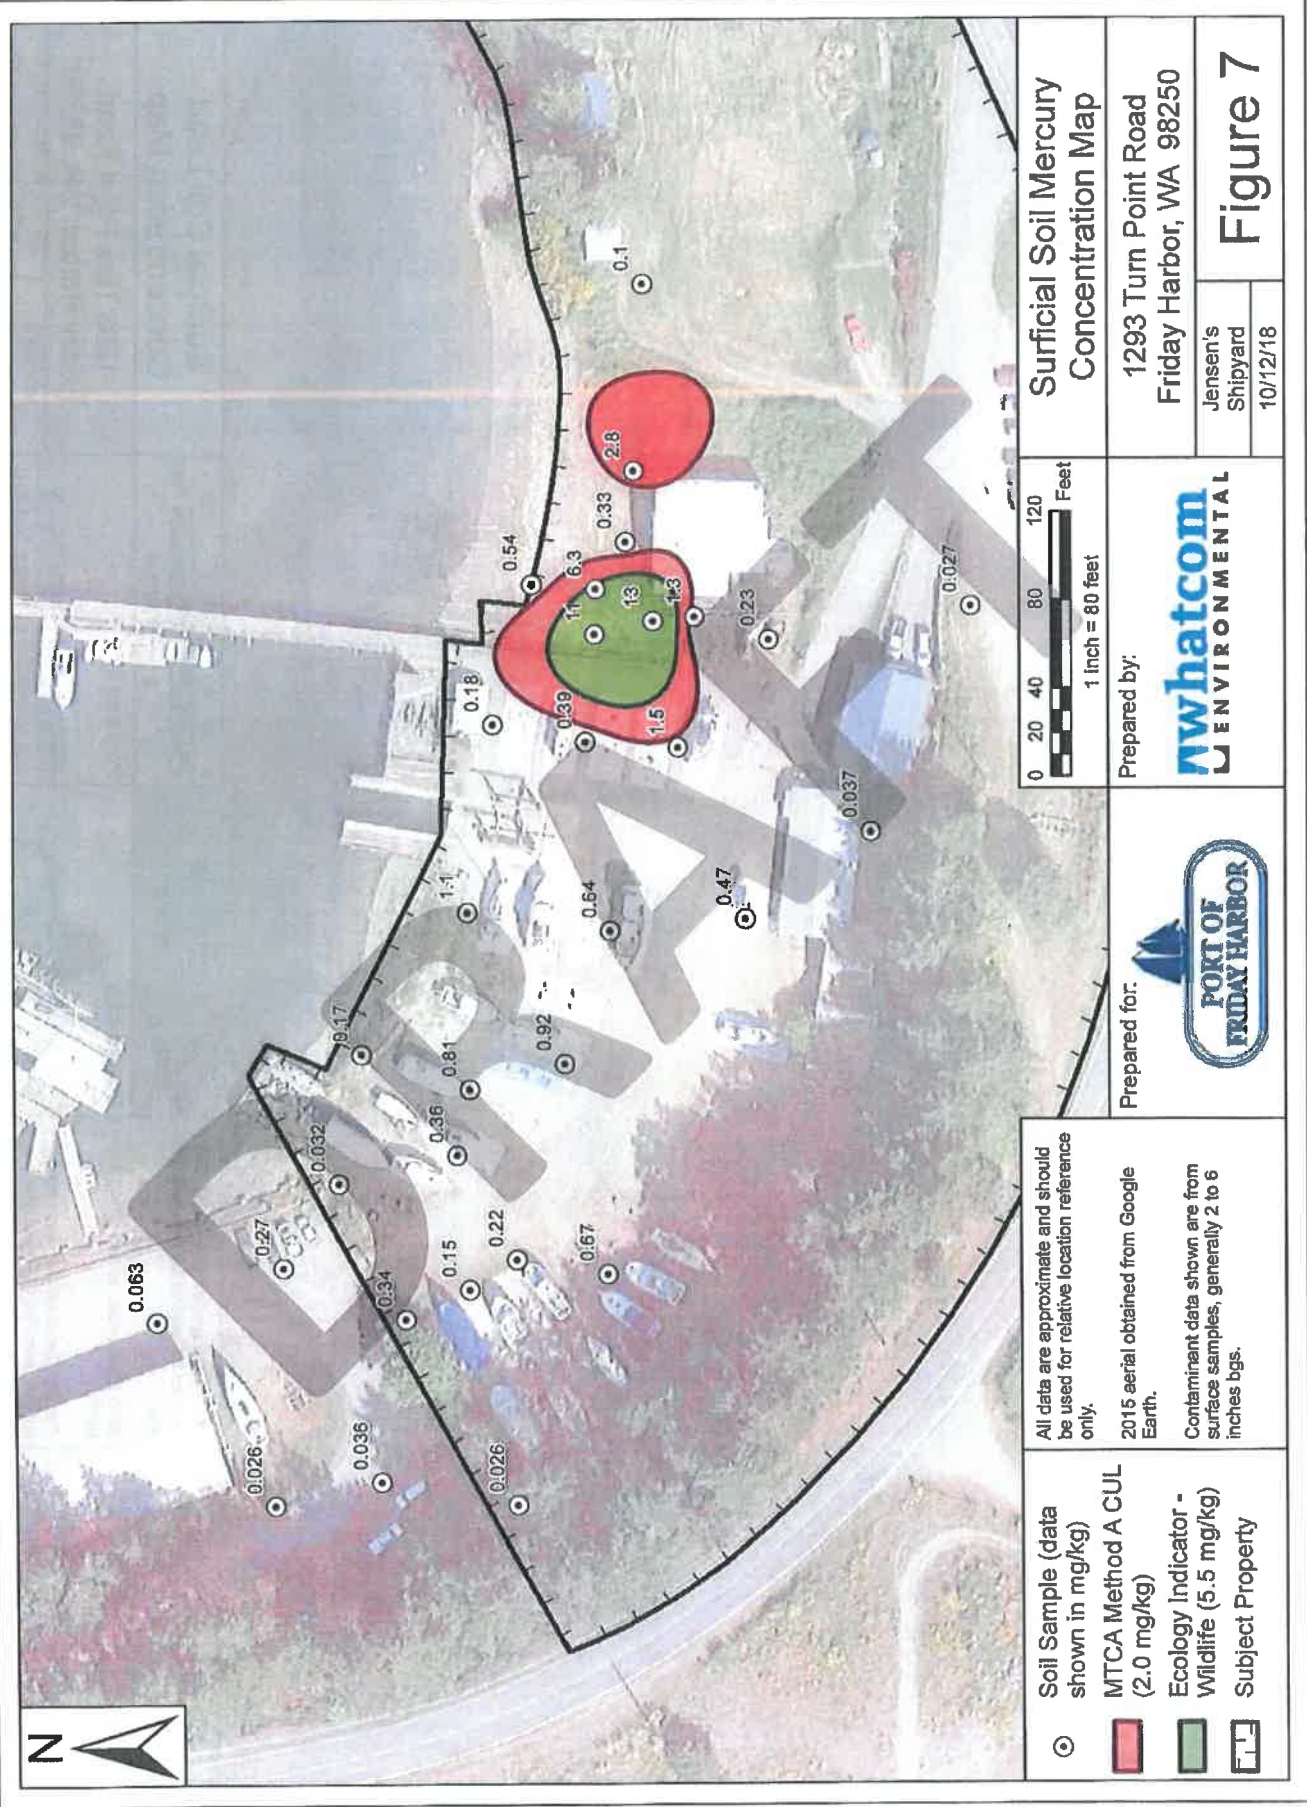 N
0.063
0.026
0.036
0.026
0.27
0.032
0.34
0.15
0.22
0.67
0.17
0.36
0.81
0.92
1.1
0.64
0.47
0.037
0.18
0.39
1.5
0.54
6.3
11
13
1.3
0.23
0.027
0.33
2.8
0.1
DRAFT
Soil Sample (data
shown in mg/kg)
MTCA Method A CUL
(2.0 mg/kg)
Ecology Indicator -
Wildlife (5.5 mg/kg)
Subject Property
All data are approximate and should
be used for relative location reference
only.
2015 aerial obtained from Google
Earth.
Contaminant data shown are from
surface samples, generally 2 to 6
inches bgs.
Prepared for:
PORT OF
FRIDAY HARBOR
0 20 40 80 120
Feet
1 inch = 80 feet
Prepared by:
whatcom
ENVIRONMENTAL
Surficial Soil Mercury
Concentration Map
1293 Turn Point Road
Friday Harbor, WA 98250
Jensen's
Shipyard
10/12/18
Figure 7